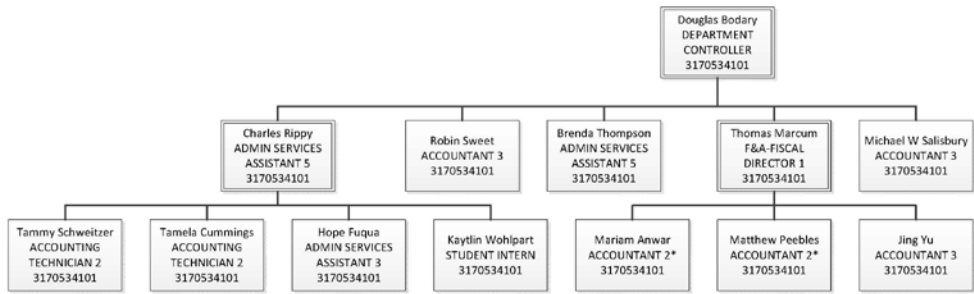 Douglas Bodary
DEPARTMENT
CONTROLLER
3170534101
Charles Rippy
ADMIN SERVICES
ASSISTANT 5
3170534101
Robin Sweet
ACCOUNTANT 3
3170534101
Brenda Thompson
ADMIN SERVICES
ASSISTANT 5
3170534101
Thomas Marcum
F&A-FISCAL
DIRECTOR 1
3170534101
Michael W Salisbury
ACCOUNTANT 3
3170534101
Tammy Schweitzer
ACCOUNTING
TECHNICIAN 2
3170534101
Tamela Cummings
ACCOUNTING
TECHNICIAN 2
3170534101
Hope Fuqua
ADMIN SERVICES
ASSISTANT 3
3170534101
Kaytlin Wohlpart
STUDENT INTERN
3170534101
Mariam Anwar
ACCOUNTANT 2*
3170534101
Matthew Peebles
ACCOUNTANT 2*
3170534101
Jing Yu
ACCOUNTANT 3
3170534101